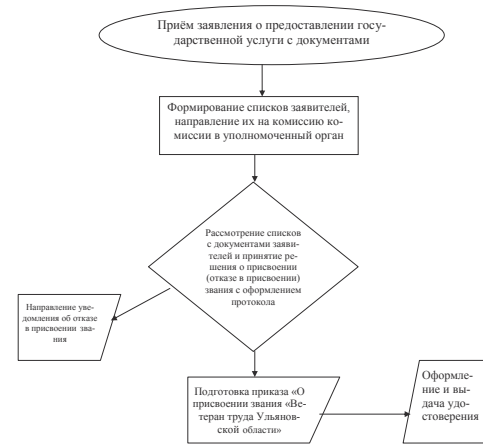 Приём заявления о предоставлении госу-
дарственной услуги с документами
Формирование списков заявителей,
направление их на комиссию ко-
миссии в уполномоченный орган
Рассмотрение списков
с документами заяви-
телей и принятие ре-
шения о присвоении
(отказе в присвоении)
звания с оформлением
протокола
Направление уве-
домления об отказе
в присвоении зва-
ния
Подготовка приказа «О
присвоении звания «Ве-
теран труда Ульянов-
ской области»
Оформле-
ние и вы-
дача удо-
стоверения